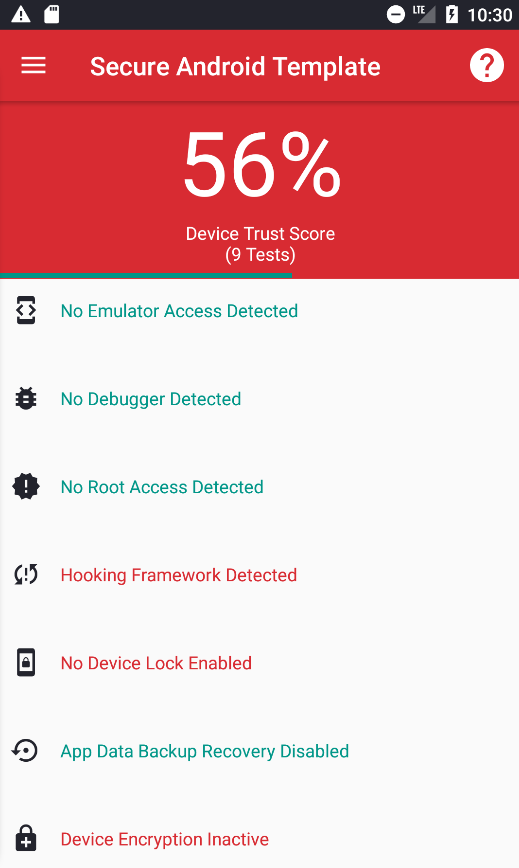 LTE 10:30
Secure Android Template
56%
Device Trust Score
(9 Tests)
No Emulator Access Detected
No Debugger Detected
No Root Access Detected
Hooking Framework Detected
No Device Lock Enabled
App Data Backup Recovery Disabled
Device Encryption Inactive